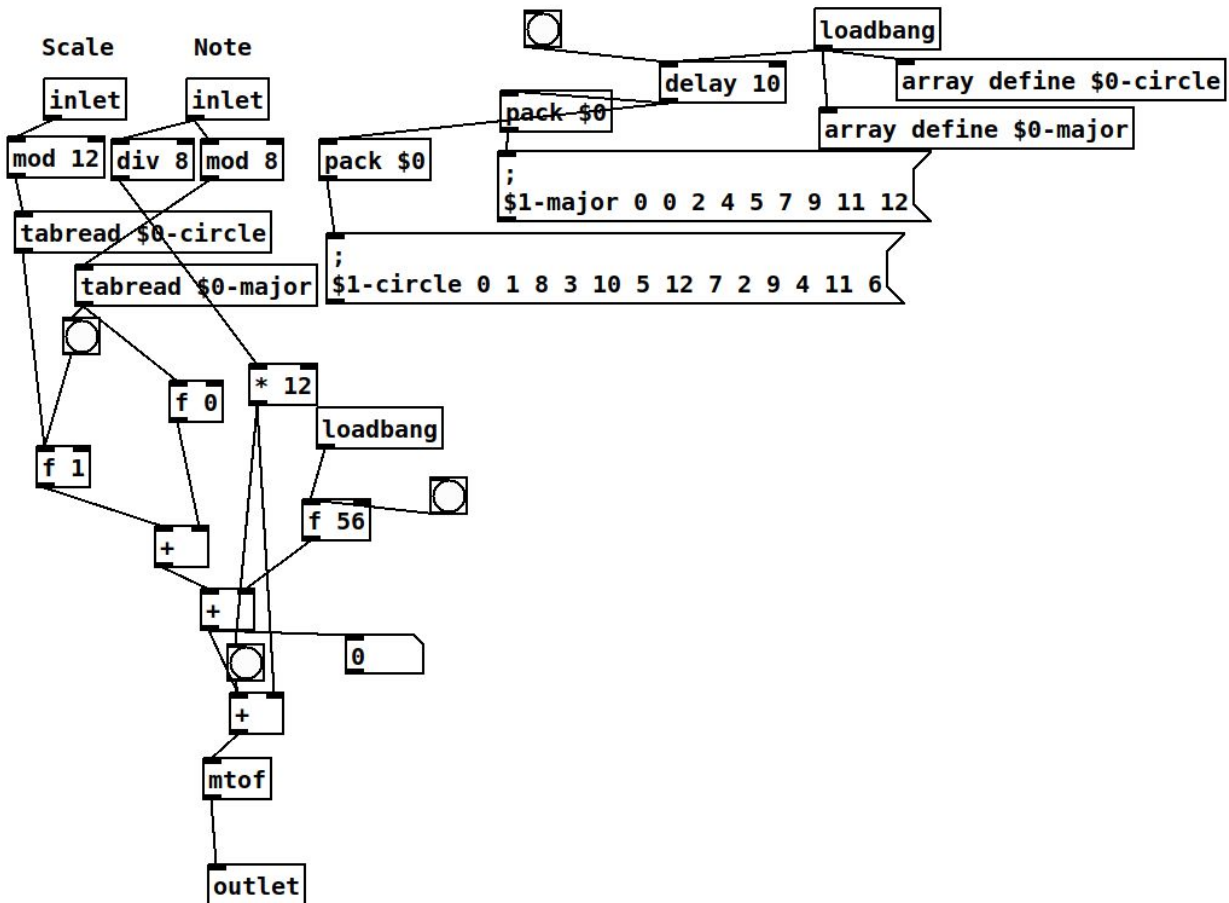 loadbang
Scale
Note
delay 10
array define $0-circle
inlet
inlet
pack $0
array define $0-major
mod 12
div 8
mod 8
pack $0
;
$1-major 0 0 2 4 5 7 9 11 12
tabread $0-circle
;
$1-circle 0 1 8 3 10 5 12 7 2 9 4 11 6
tabread $0-major
* 12
f 0
loadbang
f 1
f 56
+
+
0
+
mtof
outlet